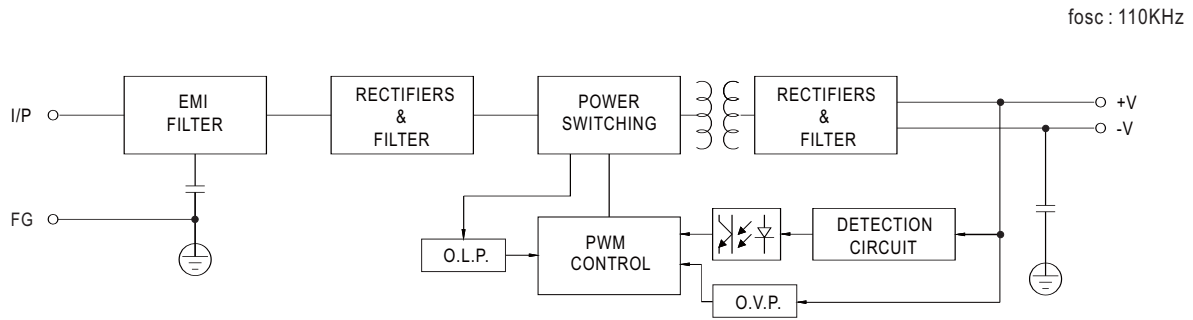 fosc : 110KHz
I/P
EMI
FILTER
RECTIFIERS
&
FILTER
POWER
SWITCHING
RECTIFIERS
&
FILTER
+V
-V
FG
O.L.P.
PWM
CONTROL
DETECTION
CIRCUIT
O.V.P.